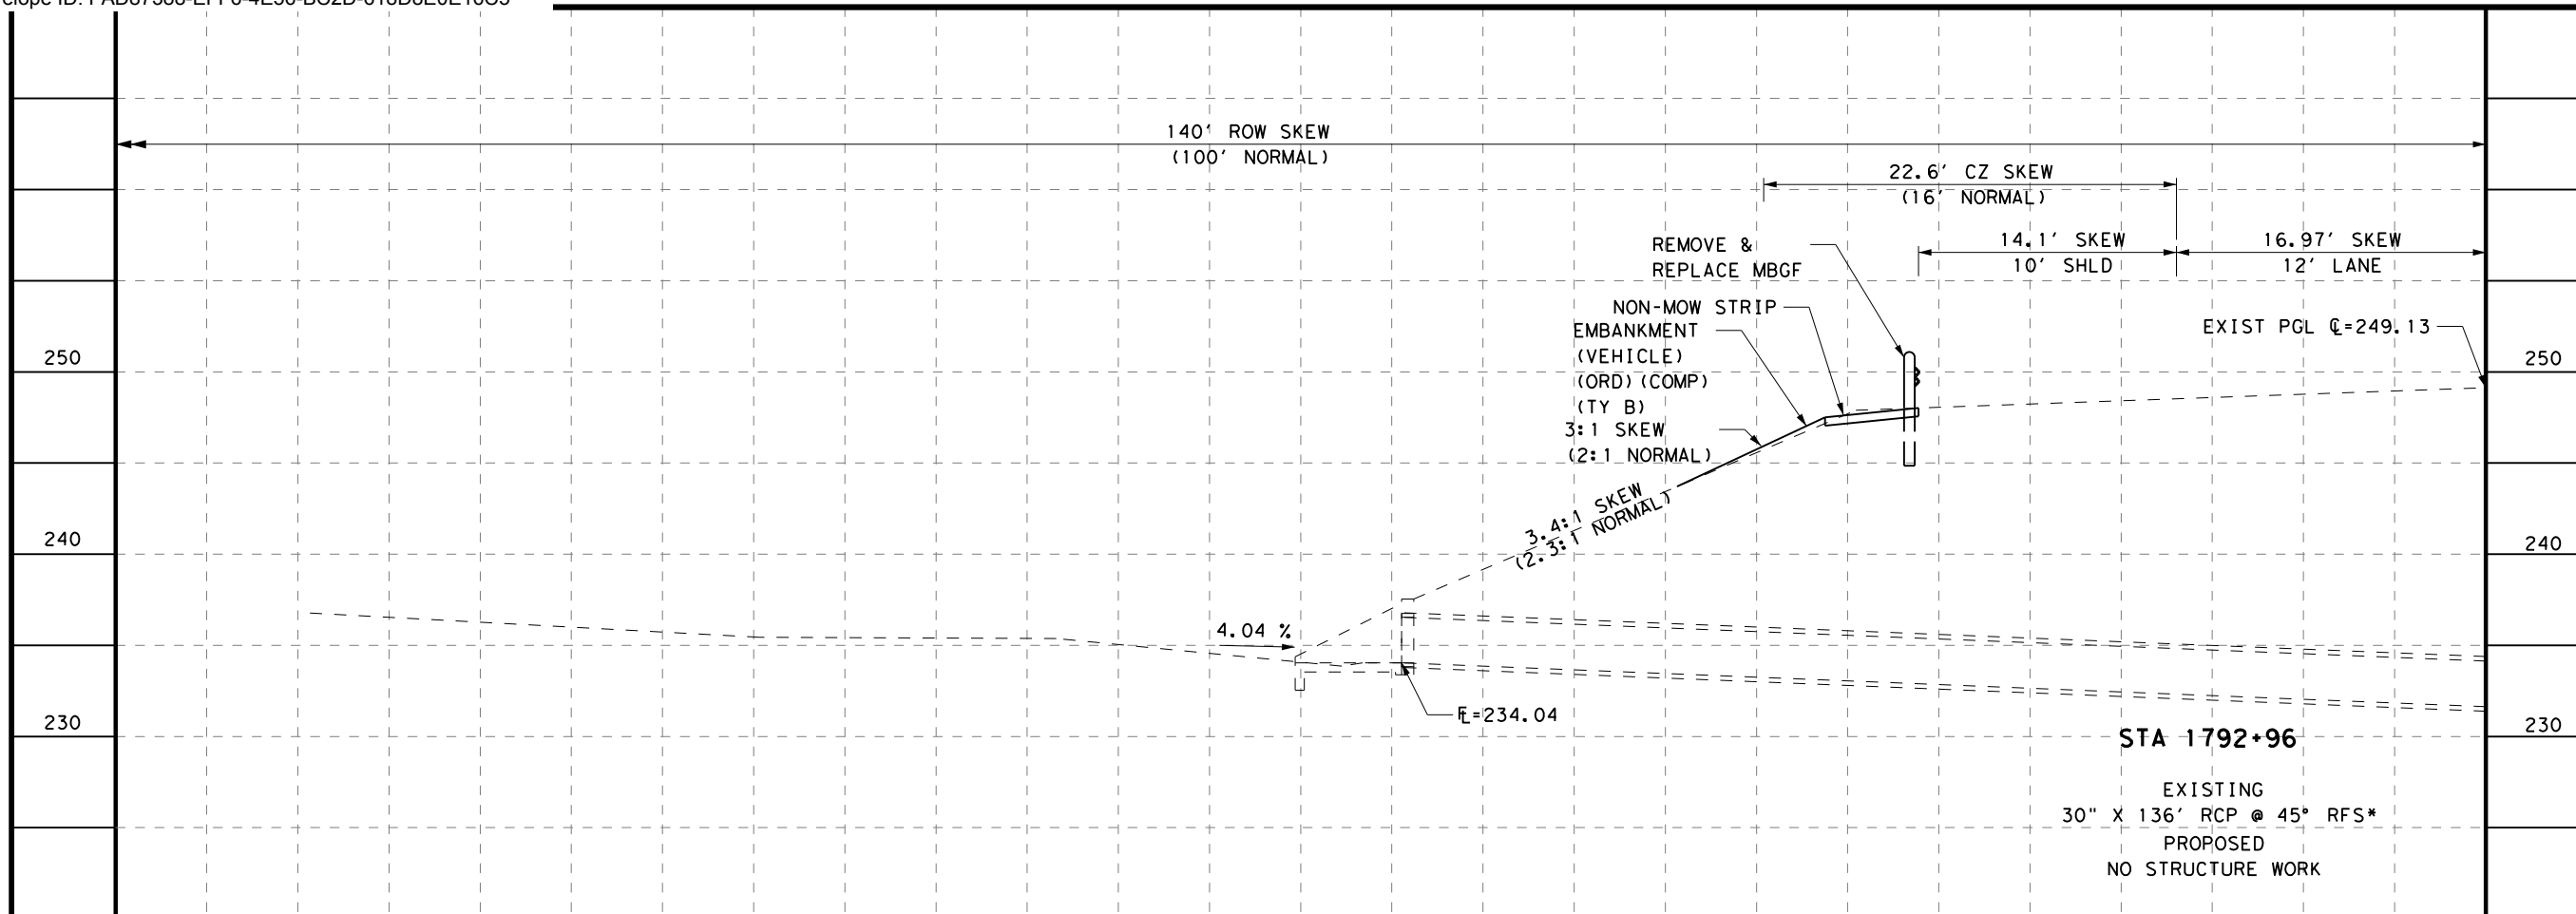 140' ROW SKEW
(100' NORMAL)
22.6' CZ SKEW
(16' NORMAL)
REMOVE &
REPLACE MBGF
14.1' SKEW
10' SHLD
16.97' SKEW
12' LANE
NON-MOW STRIP
EMBANKMENT
(VEHICLE)
(ORD)(COMP)
(TY B)
3:1 SKEW
(2:1 NORMAL)
EXIST PGL ℄=249.13
250
250
3.4:1 SKEW
(2.3:1 NORMAL)
240
240
4.04 %
FL=234.04
230
230
STA 1792+96
EXISTING
30" X 136' RCP @ 45° RFS*
PROPOSED
NO STRUCTURE WORK